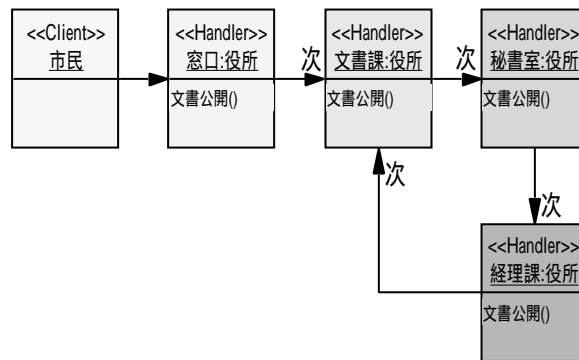 <<Client>>
市民
<<Handler>>
窓口:役所
文書公開()
次
<<Handler>>
文書課:役所
文書公開()
次
<<Handler>>
秘書室:役所
文書公開()
次
次
<<Handler>>
経理課:役所
文書公開()